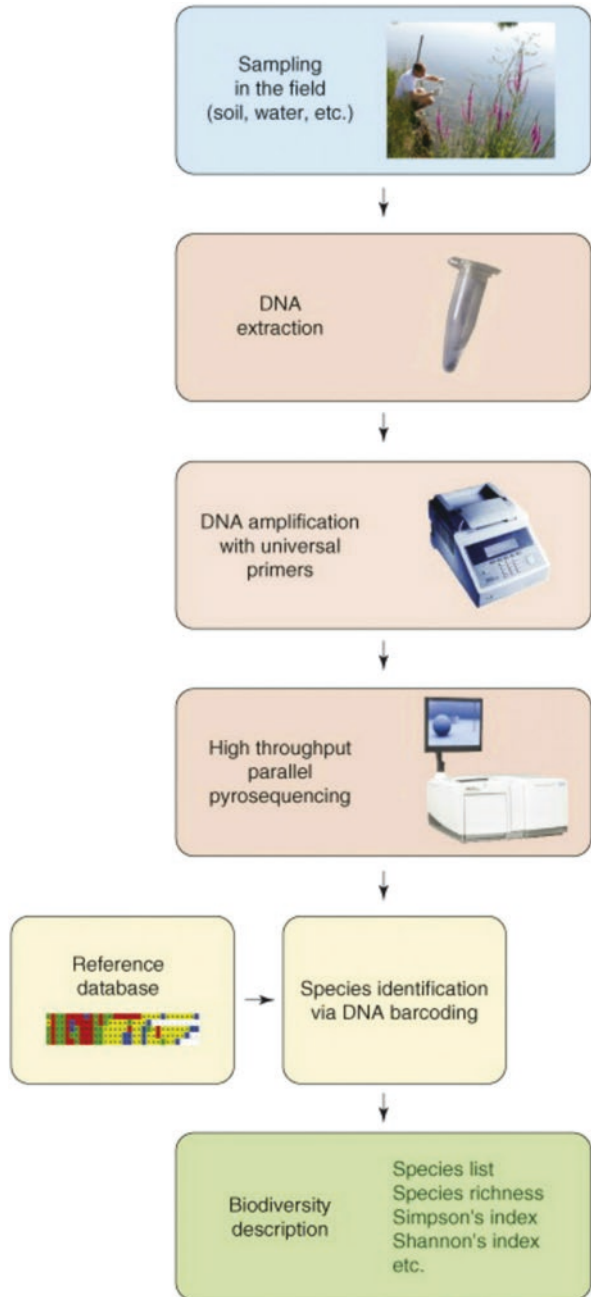 Sampling
in the field
(soil, water, etc.)
DNA
extraction
DNA amplification
with universal
primers
High throughput
parallel
pyrosequencing
Reference
database
Species identification
via DNA barcoding
Biodiversity
description
Species list
Species richness
Simpson's index
Shannon's index
etc.